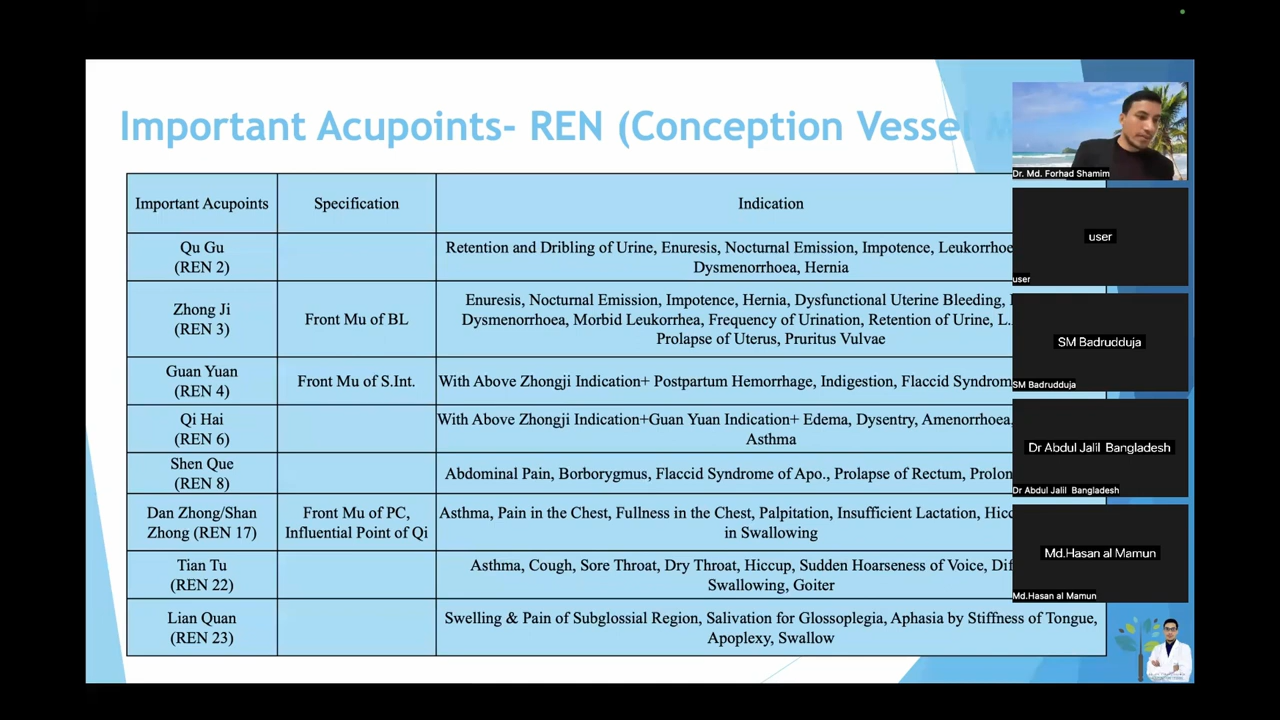 Important Acupoints- REN (Conception Vessel
Important Acupoints
Specification
Indication
Qu Gu
(REN 2)
Retention and Dribling of Urine, Enuresis, Nocturnal Emission, Impotence, Leukorrhoe
Dysmenorrhoea, Hernia
Zhong Ji
(REN 3)
Front Mu of BL
Enuresis, Nocturnal Emission, Impotence, Hernia, Dysfunctional Uterine Bleeding,
Dysmenorrhoea, Morbid Leukorrhea, Frequency of Urination, Retention of Urine, L.
Prolapse of Uterus, Pruritus Vulvae
Guan Yuan
(REN 4)
Front Mu of S.Int.
With Above Zhongji Indication+ Postpartum Hemorrhage, Indigestion, Flaccid Syndrom
Qi Hai
(REN 6)
With Above Zhongji Indication+Guan Yuan Indication+ Edema, Dysentry, Amenorrhoea,
Asthma
Shen Que
(REN 8)
Abdominal Pain, Borborygmus, Flaccid Syndrome of Apo., Prolapse of Rectum, Prolon
Dan Zhong/Shan
Zhong (REN 17)
Front Mu of PC,
Influential Point of Qi
Asthma, Pain in the Chest, Fullness in the Chest, Palpitation, Insufficient Lactation, Hicc
in Swallowing
Tian Tu
(REN 22)
Asthma, Cough, Sore Throat, Dry Throat, Hiccup, Sudden Hoarseness of Voice, Dif
Swallowing, Goiter
Lian Quan
(REN 23)
Swelling & Pain of Subglossial Region, Salivation for Glossoplegia, Aphasia by Stiffness of Tongue,
Apoplexy, Swallow
Dr. Md. Forhad Shamim
user
user
SM Badrudduja
SM Badrudduja
Dr Abdul Jalil Bangladesh
Dr Abdul Jalil Bangladesh
Md.Hasan al Mamun
Md.Hasan al Mamun